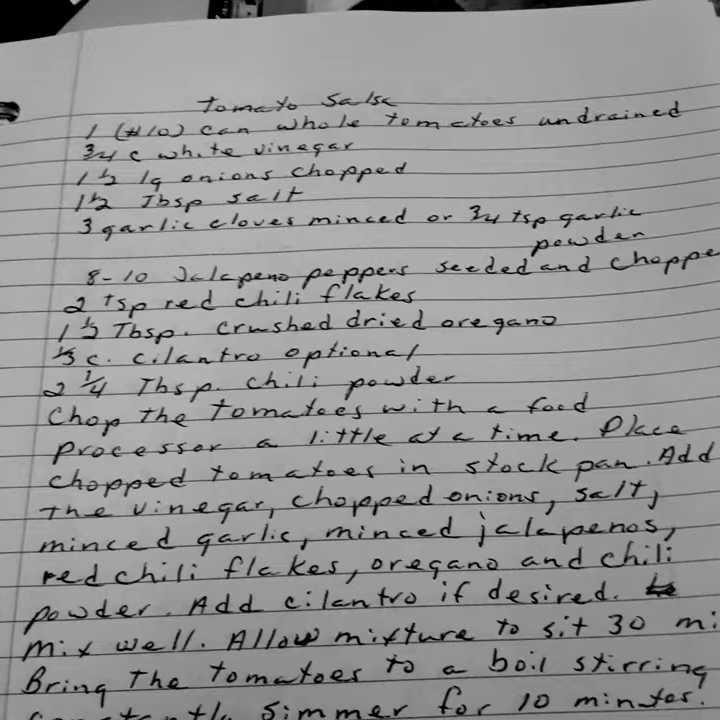 Tomato Salsa
1 (#10) can whole tomatoes undrained
3/4 c white vinegar
1 1/2 lg onions chopped
1 1/2 Tbsp salt
3 garlic cloves minced or 3/4 tsp garlic
powder
8-10 Jalapeno peppers seeded and choppe
2 tsp red chili flakes
1 1/2 Tbsp. crushed dried oregano
1/3 c. cilantro optional
2 1/4 Tbsp. chili powder
Chop the tomatoes with a food
processor a little at a time. Place
chopped tomatoes in stock pan. Add
the vinegar, chopped onions, salt,
minced garlic, minced jalapenos,
red chili flakes, oregano and chili
powder. Add cilantro if desired.
Mix well. Allow mixture to sit 30 mi
Bring the tomatoes to a boil stirring
simmer for 10 mintes.